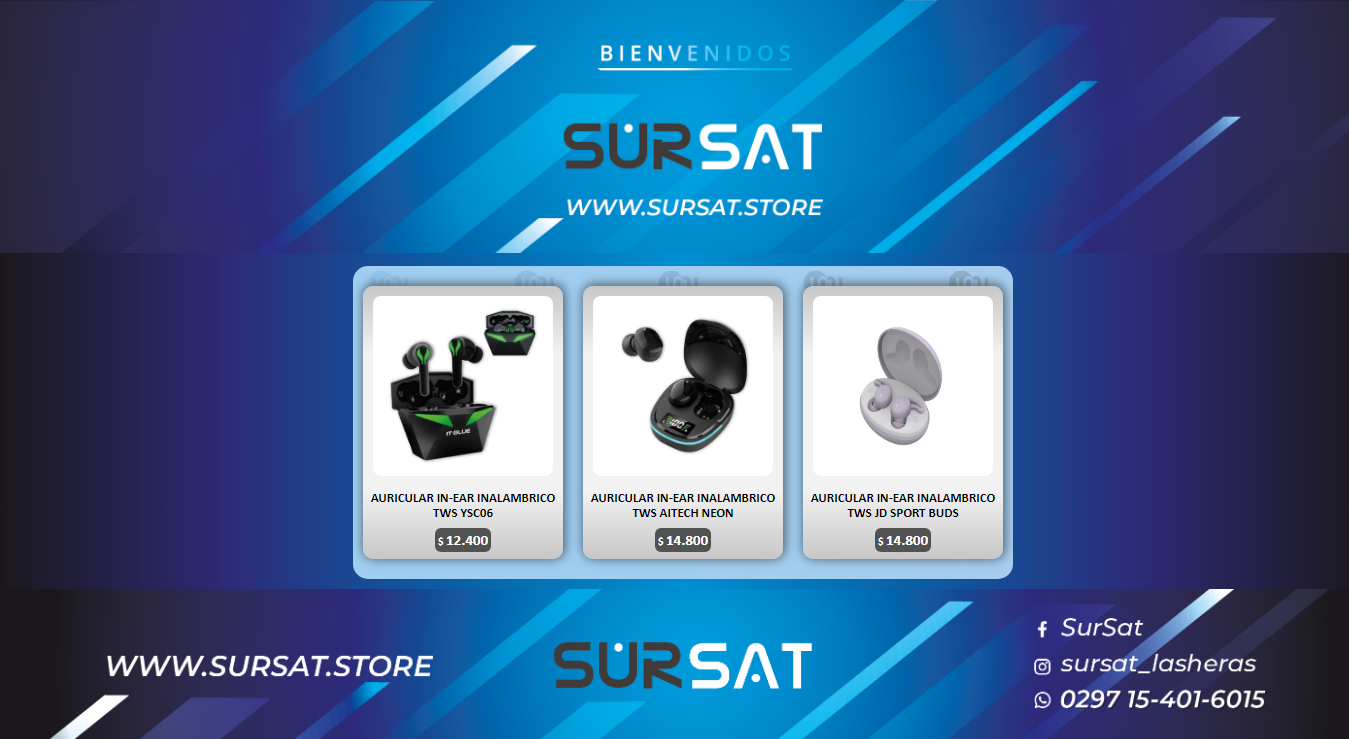 BIENVENIDOS
SURSAT
WWW.SURSAT.STORE
IT-BLUE
AURICULAR IN-EAR INALAMBRICO
TWS YSC06
$ 12.400
AURICULAR IN-EAR INALAMBRICO
TWS AITECH NEON
$ 14.800
AURICULAR IN-EAR INALAMBRICO
TWS JD SPORT BUDS
$ 14.800
WWW.SURSAT.STORE
SURSAT
SurSat
sursat_lasheras
0297 15-401-6015